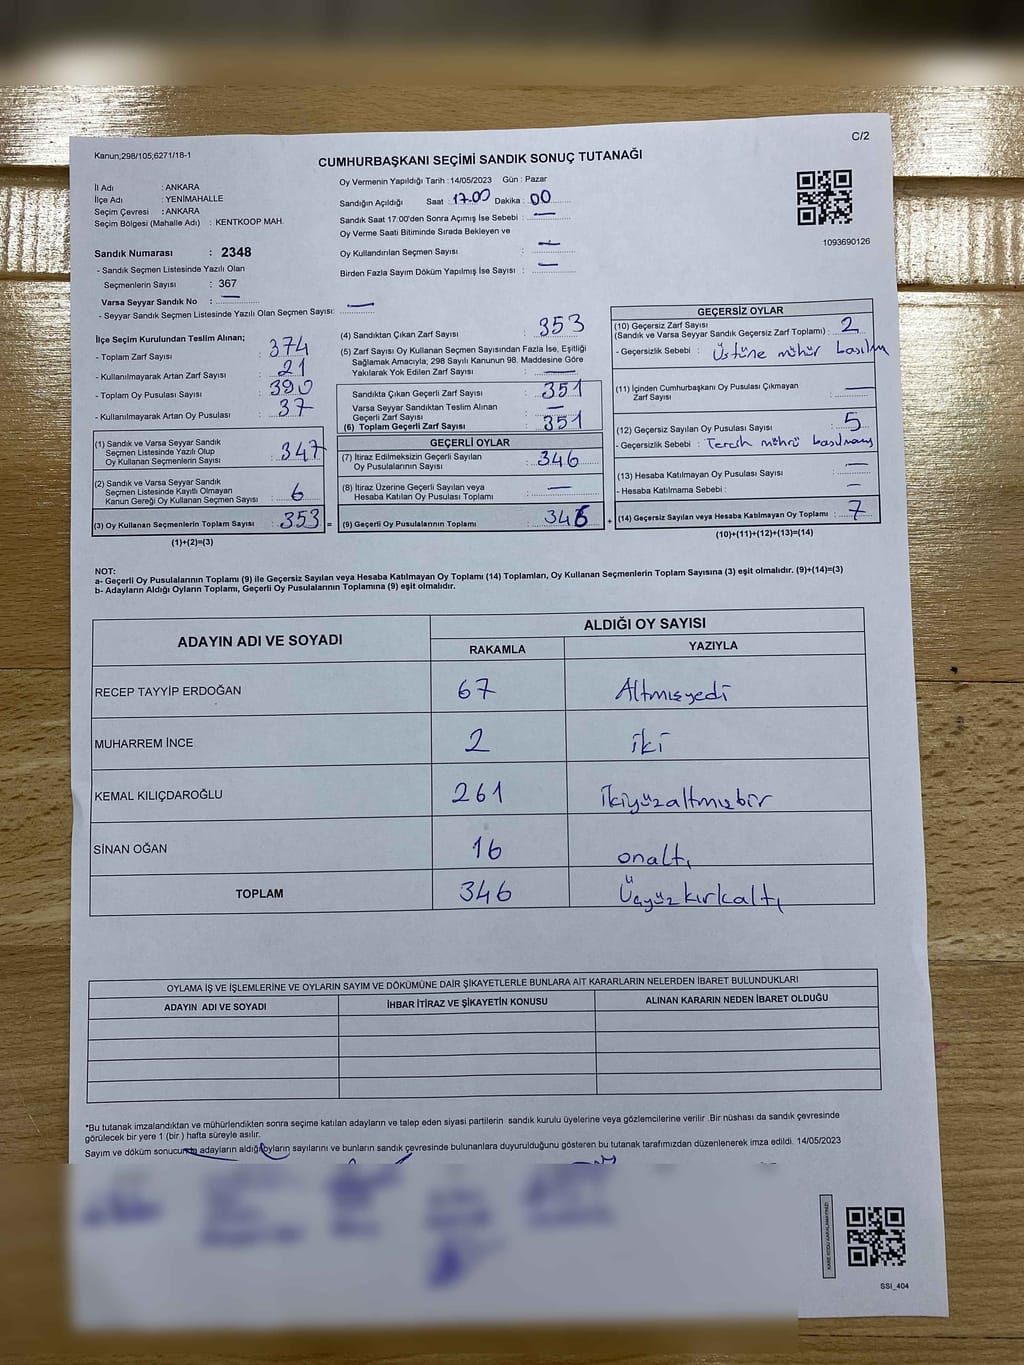 C/2
Kanun;298/105;6271/18-1
CUMHURBAŞKANI SEÇİMİ SANDIK SONUÇ TUTANAĞI
İl Adı : ANKARA
İlçe Adı : YENİMAHALLE
Seçim Çevresi : ANKARA
Seçim Bölgesi (Mahalle Adı) : KENTKOOP MAH.
Sandık Numarası : 2348
- Sandık Seçmen Listesinde Yazılı Olan
Seçmenlerin Sayısı : 367
Varsa Seyyar Sandık No : —
- Seyyar Sandık Seçmen Listesinde Yazılı Olan Seçmen Sayısı: —
Oy Vermenin Yapıldığı Tarih :14/05/2023 Gün : Pazar
Sandığın Açıldığı Saat : 17.00 Dakika : 00
Sandık Saat 17:00'den Sonra Açılmış İse Sebebi : —
Oy Verme Saati Bitiminde Sırada Bekleyen ve
Oy Kullandırılan Seçmen Sayısı : —
Birden Fazla Sayım Döküm Yapılmış İse Sayısı : —
1093690126
İlçe Seçim Kurulundan Teslim Alınan;
- Toplam Zarf Sayısı : 374
- Kullanılmayarak Artan Zarf Sayısı : 21
- Toplam Oy Pusulası Sayısı : 390
- Kullanılmayarak Artan Oy Pusulası : 37
(1) Sandık ve Varsa Seyyar Sandık
Seçmen Listesinde Yazılı Olup
Oy Kullanan Seçmenlerin Sayısı : 347
(2) Sandık ve Varsa Seyyar Sandık
Seçmen Listesinde Kayıtlı Olmayan
Kanun Gereği Oy Kullanan Seçmen Sayısı : 6
(3) Oy Kullanan Seçmenlerin Toplam Sayısı : 353 =
(1)+(2)=(3)
(4) Sandıktan Çıkan Zarf Sayısı : 353
(5) Zarf Sayısı Oy Kullanan Seçmen Sayısından Fazla İse, Eşitliği
Sağlamak Amacıyla; 298 Sayılı Kanunun 98. Maddesine Göre
Yakılarak Yok Edilen Zarf Sayısı : —
Sandıkta Çıkan Geçerli Zarf Sayısı : 351
Varsa Seyyar Sandıktan Teslim Alınan
Geçerli Zarf Sayısı : —
(6) Toplam Geçerli Zarf Sayısı : 351
GEÇERLİ OYLAR
(7) İtiraz Edilmeksizin Geçerli Sayılan
Oy Pusulalarının Sayısı : 346
(8) İtiraz Üzerine Geçerli Sayılan veya
Hesaba Katılan Oy Pusulası Toplamı : —
(9) Geçerli Oy Pusulalarının Toplamı : 346 +
GEÇERSİZ OYLAR
(10) Geçersiz Zarf Sayısı
(Sandık ve Varsa Seyyar Sandık Geçersiz Zarf Toplamı) : 2
- Geçersizlik Sebebi : Üstüne mühür basılma
(11) İçinden Cumhurbaşkanı Oy Pusulası Çıkmayan
Zarf Sayısı : —
(12) Geçersiz Sayılan Oy Pusulası Sayısı : 5
- Geçersizlik Sebebi : Tercih mührü basılmamış
(13) Hesaba Katılmayan Oy Pusulası Sayısı : —
- Hesaba Katılmama Sebebi : —
(14) Geçersiz Sayılan veya Hesaba Katılmayan Oy Toplamı : 7
(10)+(11)+(12)+(13)=(14)
NOT:
a- Geçerli Oy Pusulalarının Toplamı (9) ile Geçersiz Sayılan veya Hesaba Katılmayan Oy Toplamı (14) Toplamları, Oy Kullanan Seçmenlerin Toplam Sayısına (3) eşit olmalıdır. (9)+(14)=(3)
b- Adayların Aldığı Oyların Toplamı, Geçerli Oy Pusulalarının Toplamına (9) eşit olmalıdır.
ADAYIN ADI VE SOYADI ALDIĞI OY SAYISI
RAKAMLA YAZIYLA
RECEP TAYYİP ERDOĞAN 67 Altmışyedi
MUHARREM İNCE 2 iki
KEMAL KILIÇDAROĞLU 261 İkiyüzaltmışbir
SİNAN OĞAN 16 onaltı
TOPLAM 346 Üçyüzkırkaltı
OYLAMA İŞ VE İŞLEMLERİNE VE OYLARIN SAYIM VE DÖKÜMÜNE DAİR ŞİKAYETLERLE BUNLARA AİT KARARLARIN NELERDEN İBARET BULUNDUKLARI
ADAYIN ADI VE SOYADI İHBAR İTİRAZ VE ŞİKAYETİN KONUSU ALINAN KARARIN NEDEN İBARET OLDUĞU
*Bu tutanak imzalandıktan ve mühürlendikten sonra seçime katılan adayların ve talep eden siyasi partilerin sandık kurulu üyelerine veya gözlemcilerine verilir .Bir nüshası da sandık çevresinde
görülecek bir yere 1 (bir ) hafta süreyle asılır.
Sayım ve döküm sonucunda adayların aldığı oyların sayılarını ve bunların sandık çevresinde bulunanlara duyurulduğunu gösteren bu tutanak tarafımızdan düzenlenerek imza edildi. 14/05/2023
SSI_404